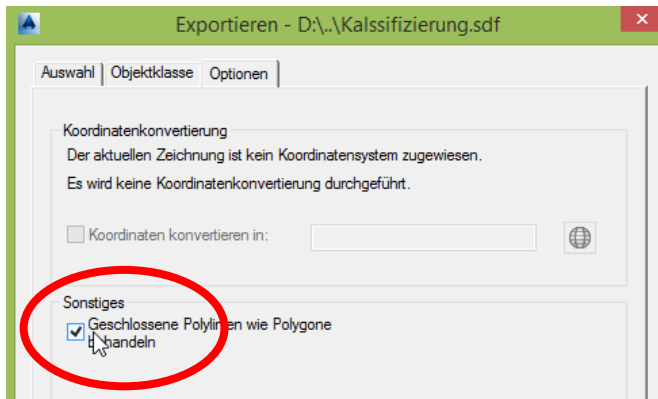 Exportieren - D:\..\Kalssifizierung.sdf
Auswahl Objektklasse Optionen
Koordinatenkonvertierung
Der aktuellen Zeichnung ist kein Koordinatensystem zugewiesen.
Es wird keine Koordinatenkonvertierung durchgeführt.
Koordinaten konvertieren in:
Sonstiges
Geschlossene Polylinien wie Polygone
behandeln